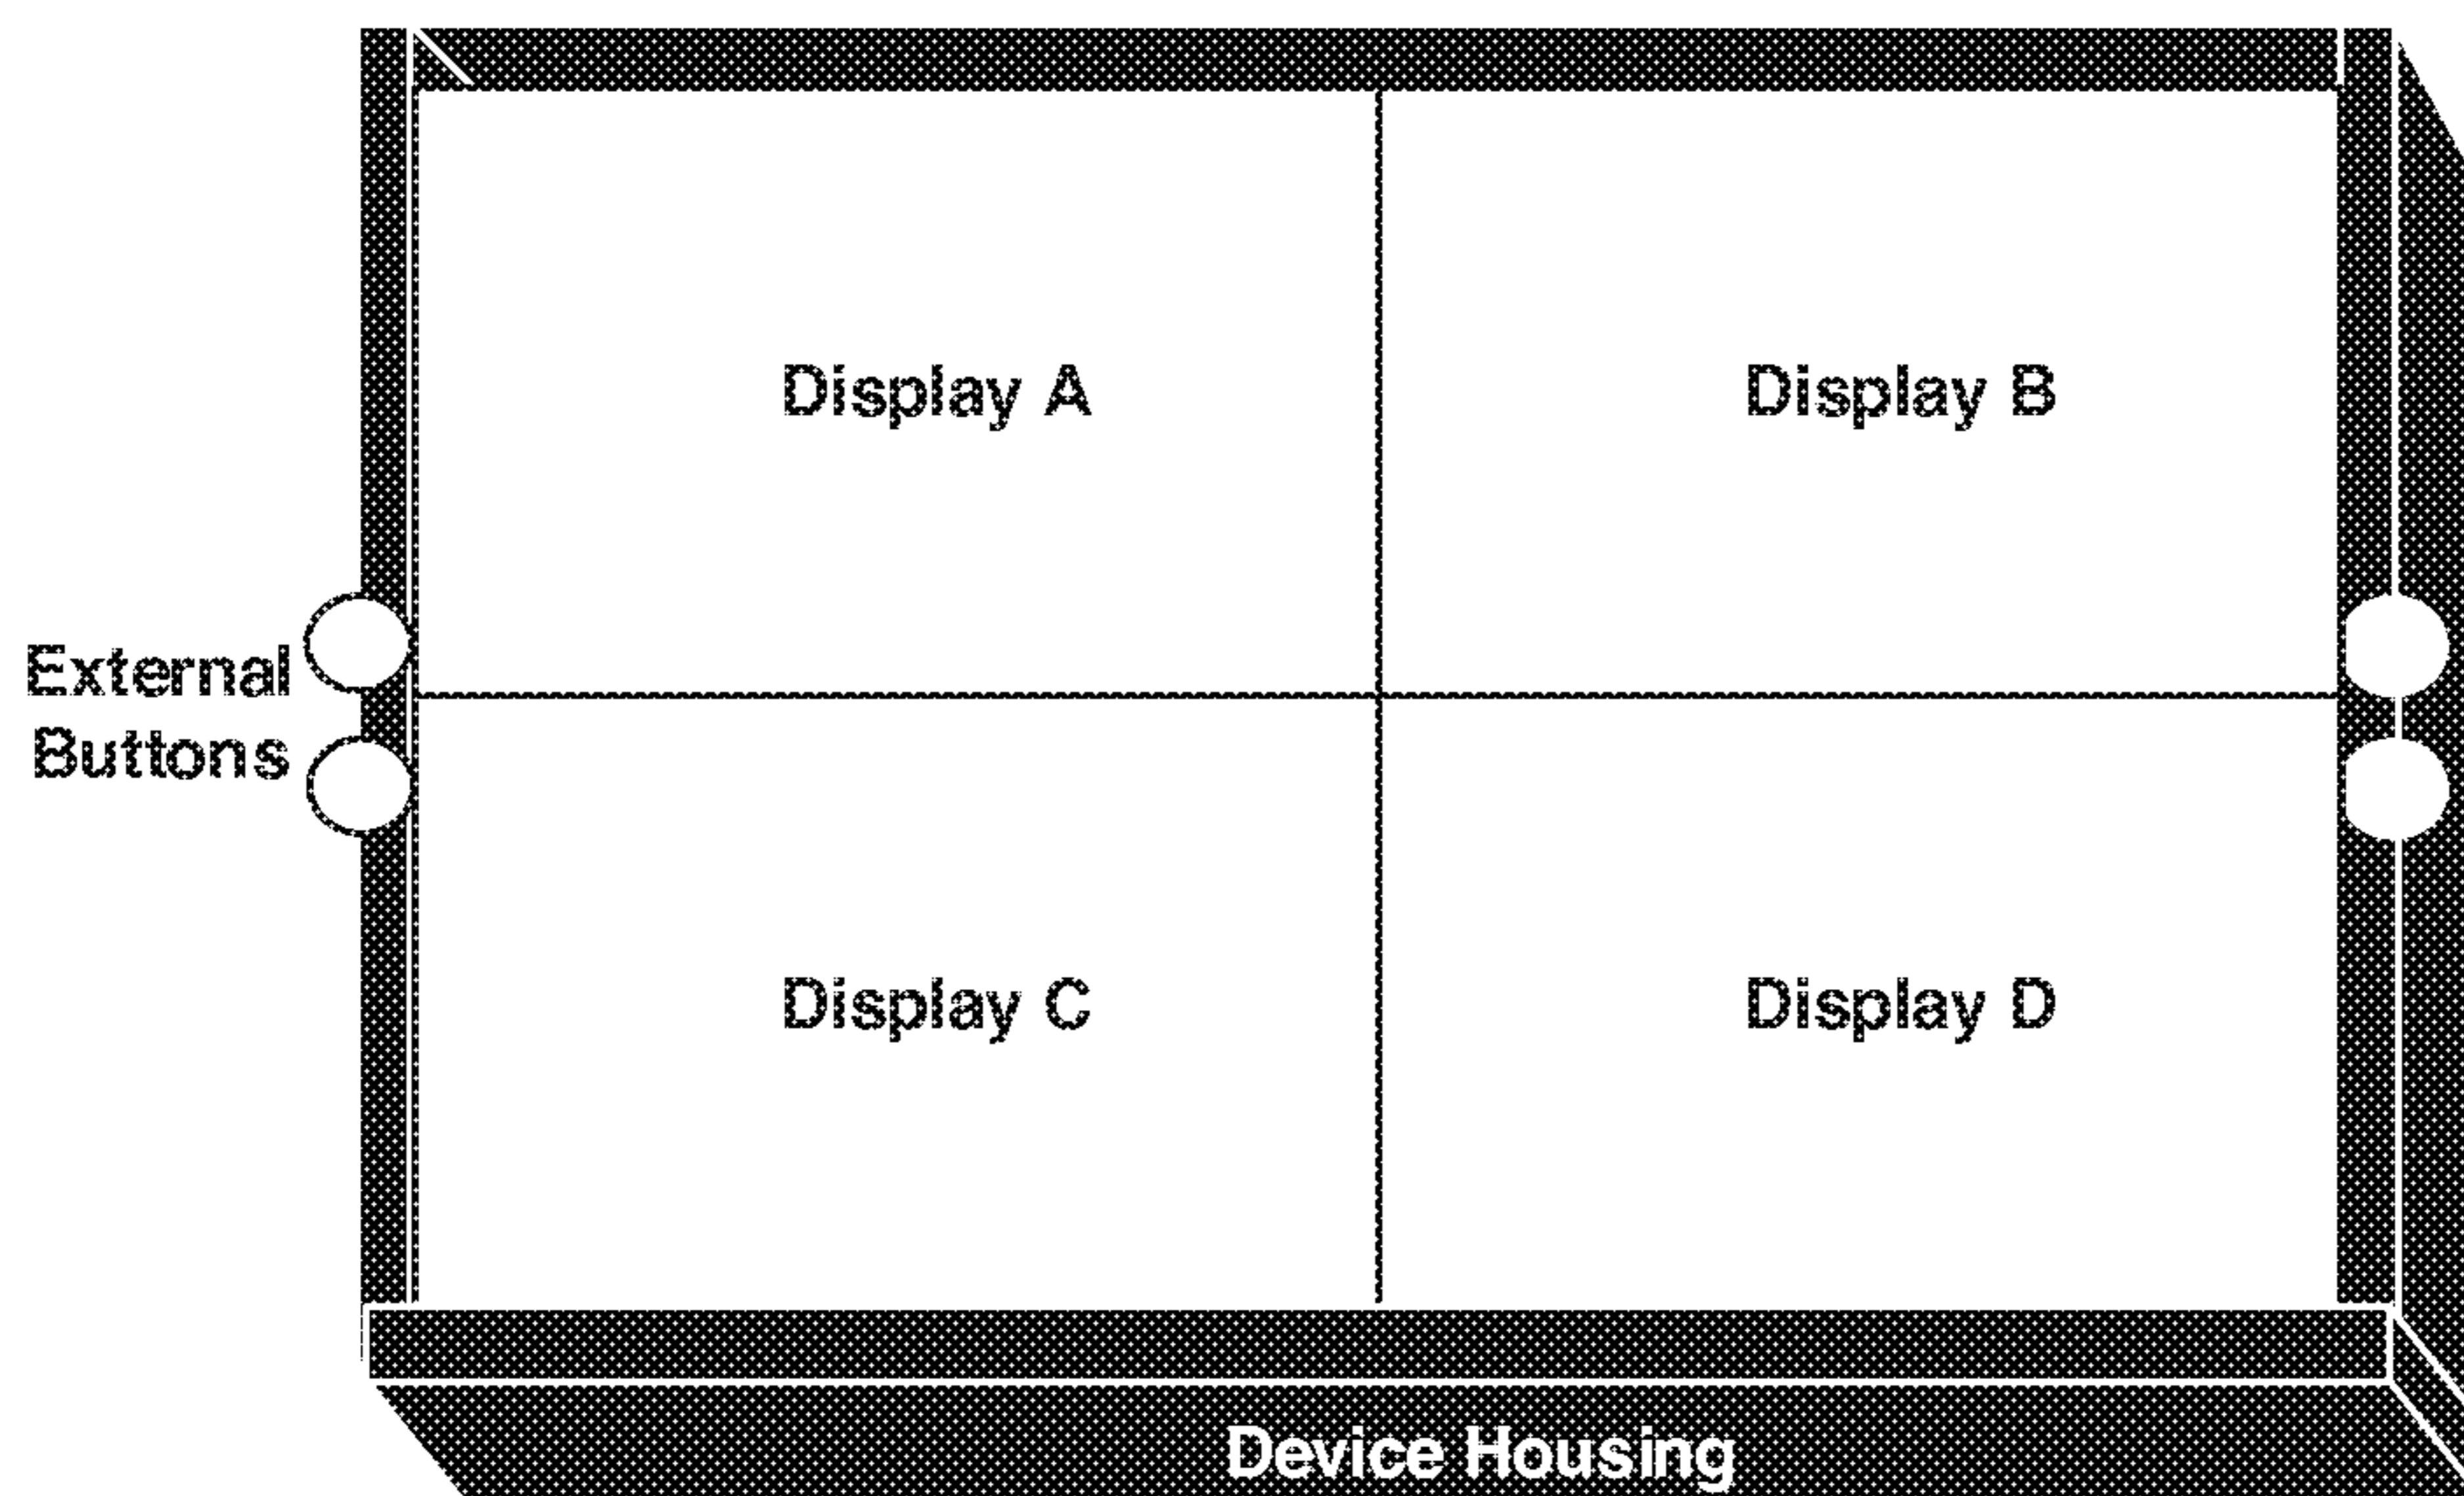 Display A
Display B
External
Buttons
Display C
Display D
Device Housing